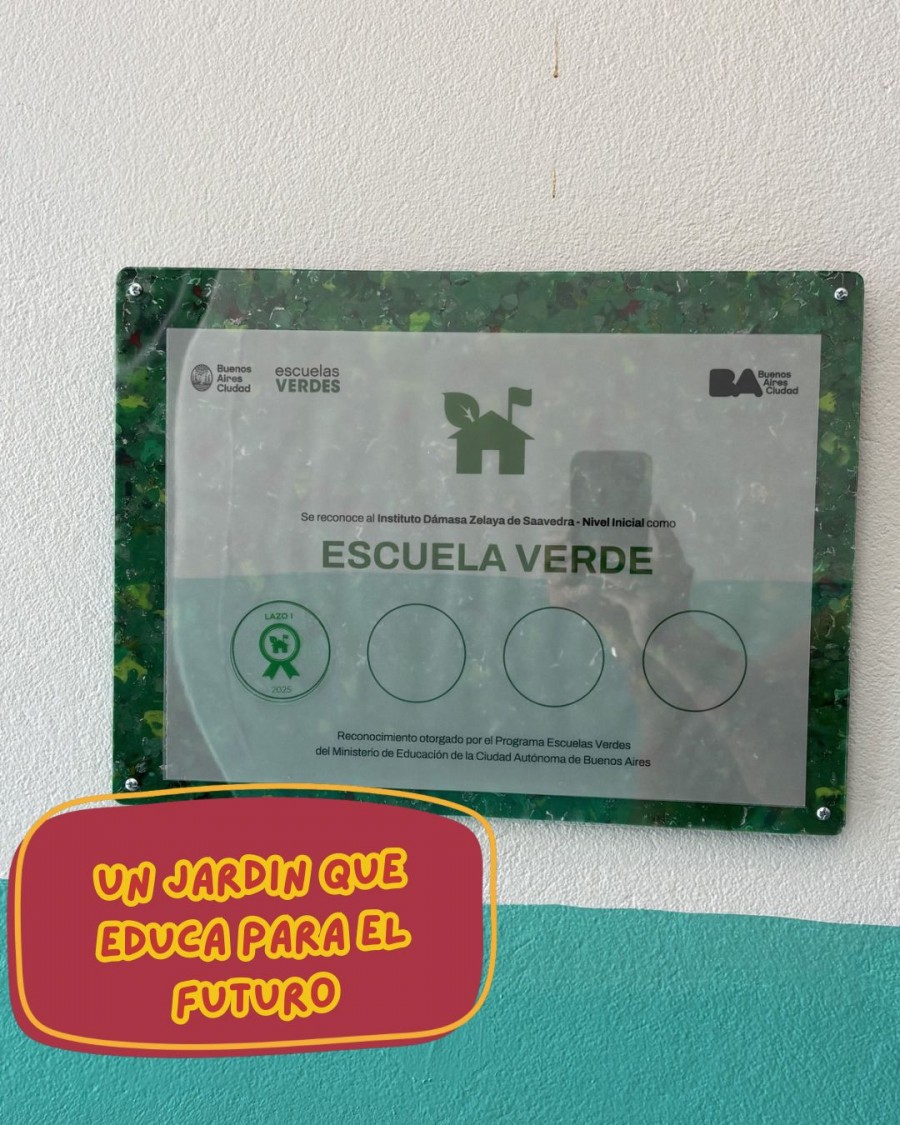 Buenos
Aires
Ciudad
escuelas
VERDES
BA Buenos
Aires
Ciudad
Se reconoce al Instituto Dámasa Zelaya de Saavedra - Nivel Inicial como
ESCUELA VERDE
LAZO 1
2025
Reconocimiento otorgado por el Programa Escuelas Verdes
del Ministerio de Educación de la Ciudad Autónoma de Buenos Aires
UN JARDIN QUE
EDUCA PARA EL
FUTURO